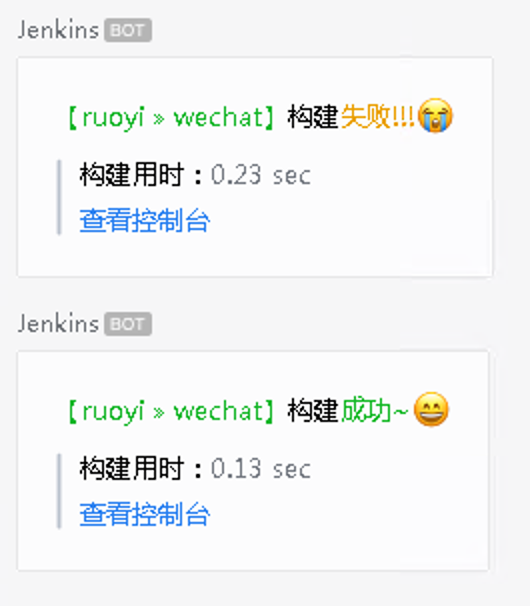 Jenkins BOT
【ruoyi » wechat】构建失败!!!😭
构建用时：0.23 sec
查看控制台
Jenkins BOT
【ruoyi » wechat】构建成功~😄
构建用时：0.13 sec
查看控制台